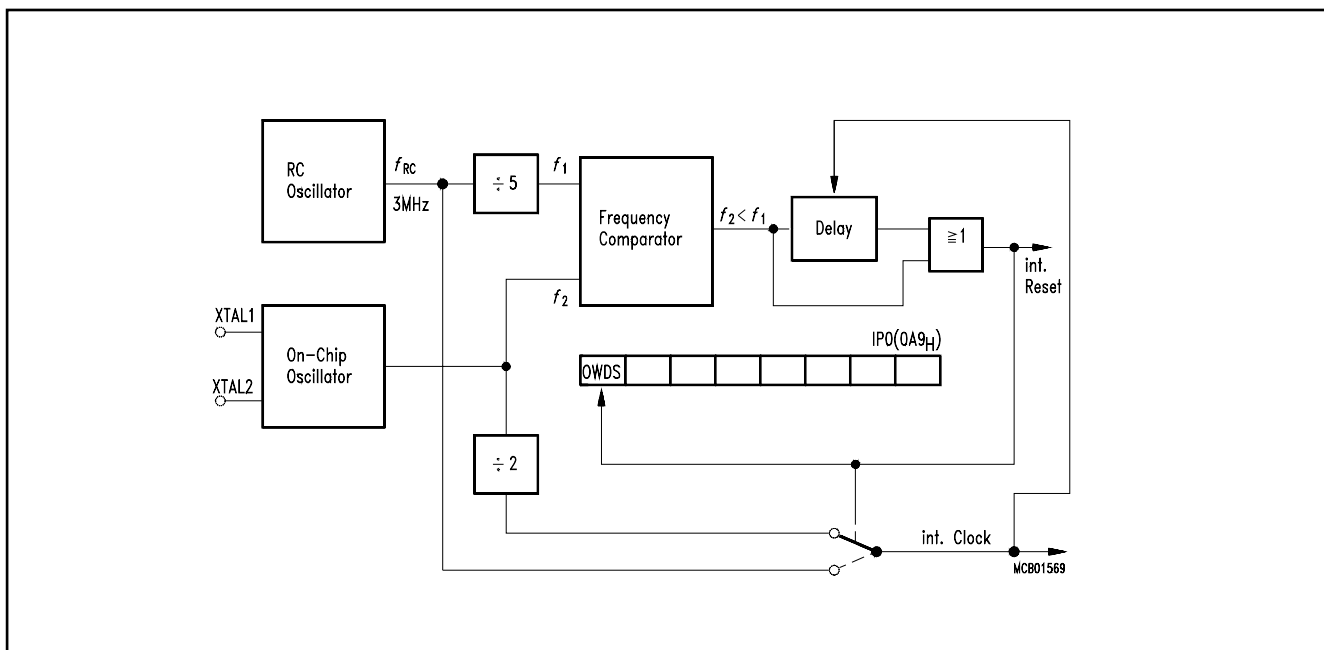 RC
Oscillator
fRC
3MHz
÷ 5
f1
f2
Frequency
Comparator
f2 < f1
Delay
≧1
int.
Reset
XTAL1
XTAL2
On-Chip
Oscillator
IP0(0A9H)
OWDS
÷ 2
int. Clock
MCB01569